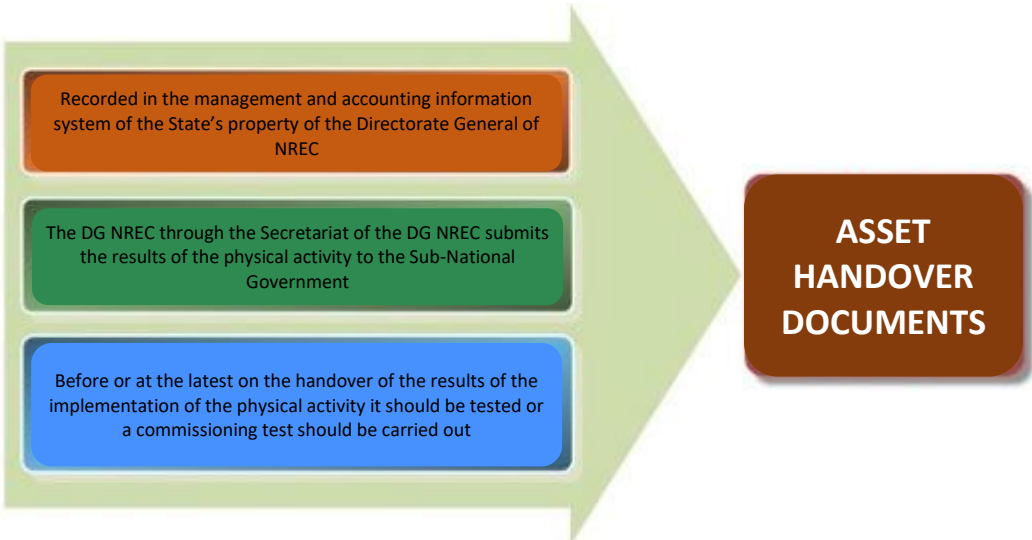 Recorded in the management and accounting information
system of the State’s property of the Directorate General of
NREC
The DG NREC through the Secretariat of the DG NREC submits
the results of the physical activity to the Sub-National
Government
Before or at the latest on the handover of the results of the
implementation of the physical activity it should be tested or
a commissioning test should be carried out
ASSET
HANDOVER
DOCUMENTS